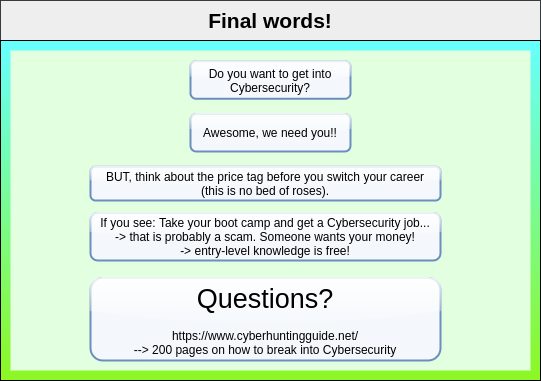 Final words!
Do you want to get into
Cybersecurity?
Awesome, we need you!!
BUT, think about the price tag before you switch your career
(this is no bed of roses).
If you see: Take your boot camp and get a Cybersecurity job...
-> that is probably a scam. Someone wants your money!
-> entry-level knowledge is free!
Questions?
https://www.cyberhuntingguide.net/
--> 200 pages on how to break into Cybersecurity